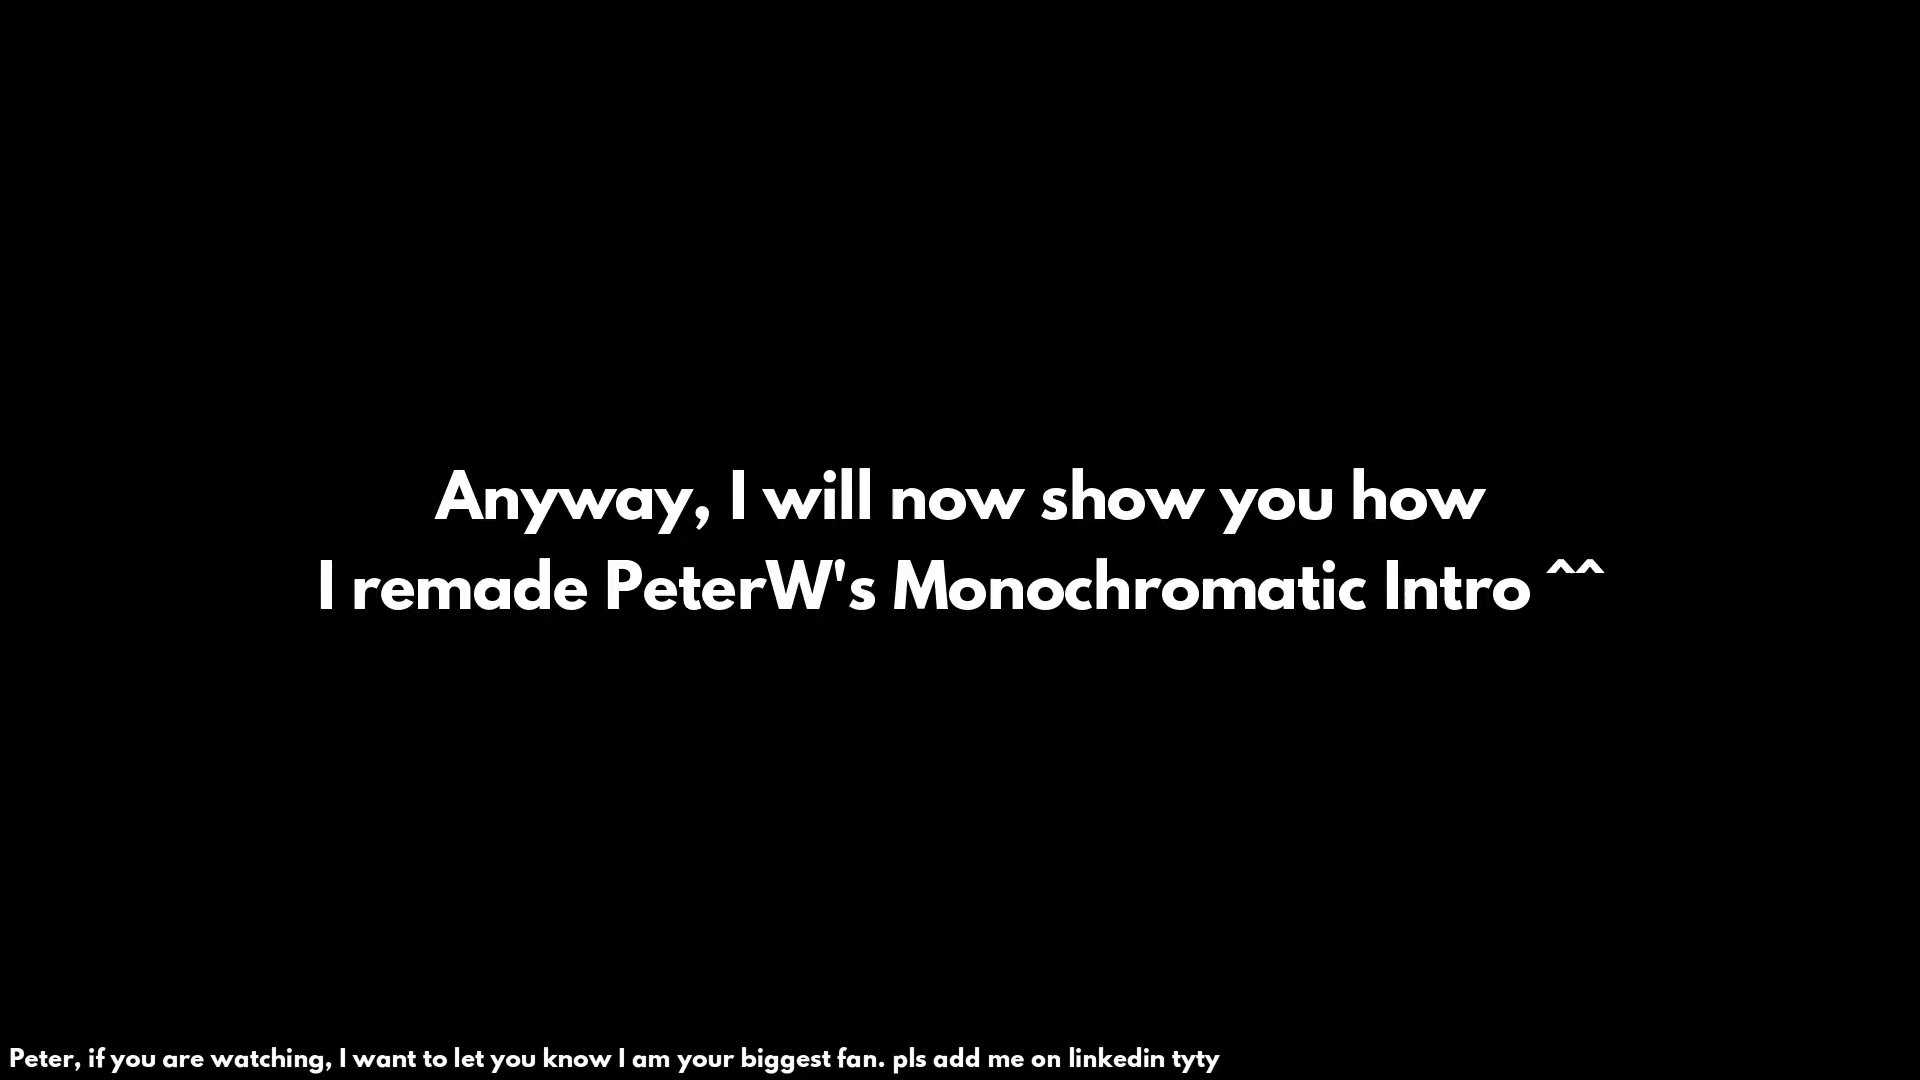 Anyway, I will now show you how
I remade PeterW's Monochromatic Intro ^^
Peter, if you are watching, I want to let you know I am your biggest fan. pls add me on linkedin tyty